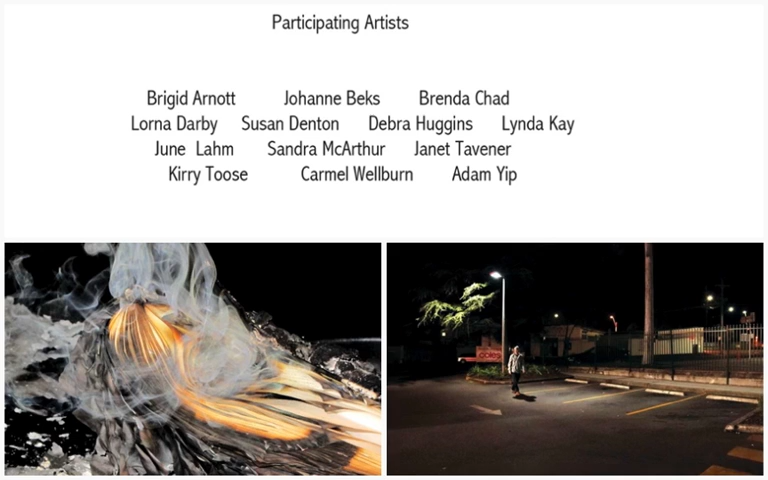 Participating Artists
Brigid Arnott Johanne Beks Brenda Chad
Lorna Darby Susan Denton Debra Huggins Lynda Kay
June Lahm Sandra McArthur Janet Tavener
Kirry Toose Carmel Wellburn Adam Yip